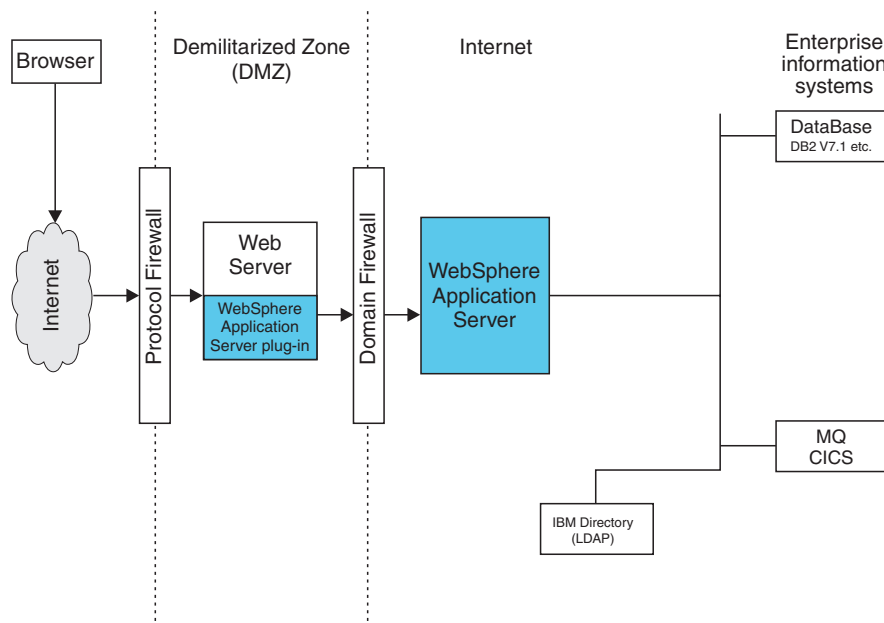 Demilitarized Zone
(DMZ)
Internet
Enterprise
information
systems
Browser
DataBase
DB2 V7.1 etc.
Internet
Protocol Firewall
Web
Server
WebSphere
Application
Server plug-in
Domain Firewall
WebSphere
Application
Server
MQ
CICS
IBM Directory
(LDAP)